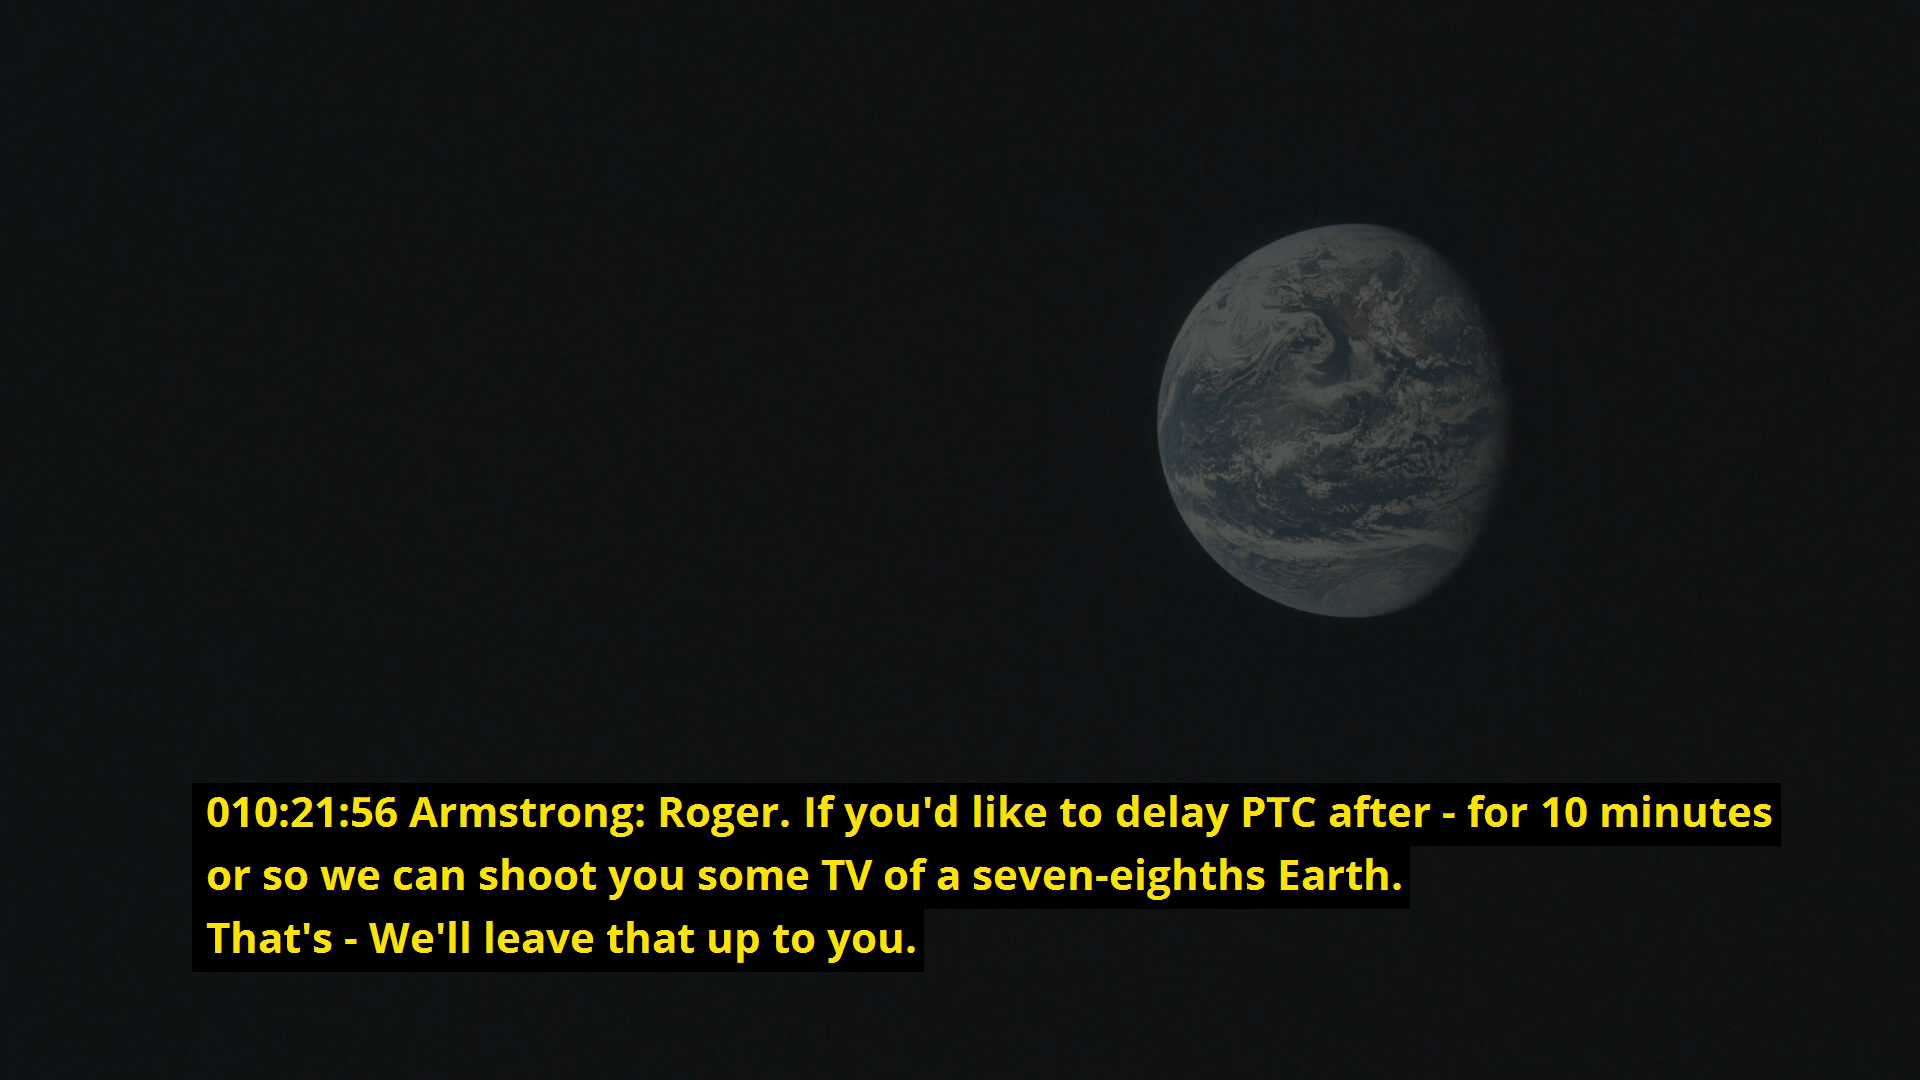 010:21:56 Armstrong: Roger. If you'd like to delay PTC after - for 10 minutes
or so we can shoot you some TV of a seven-eighths Earth.
That's - We'll leave that up to you.